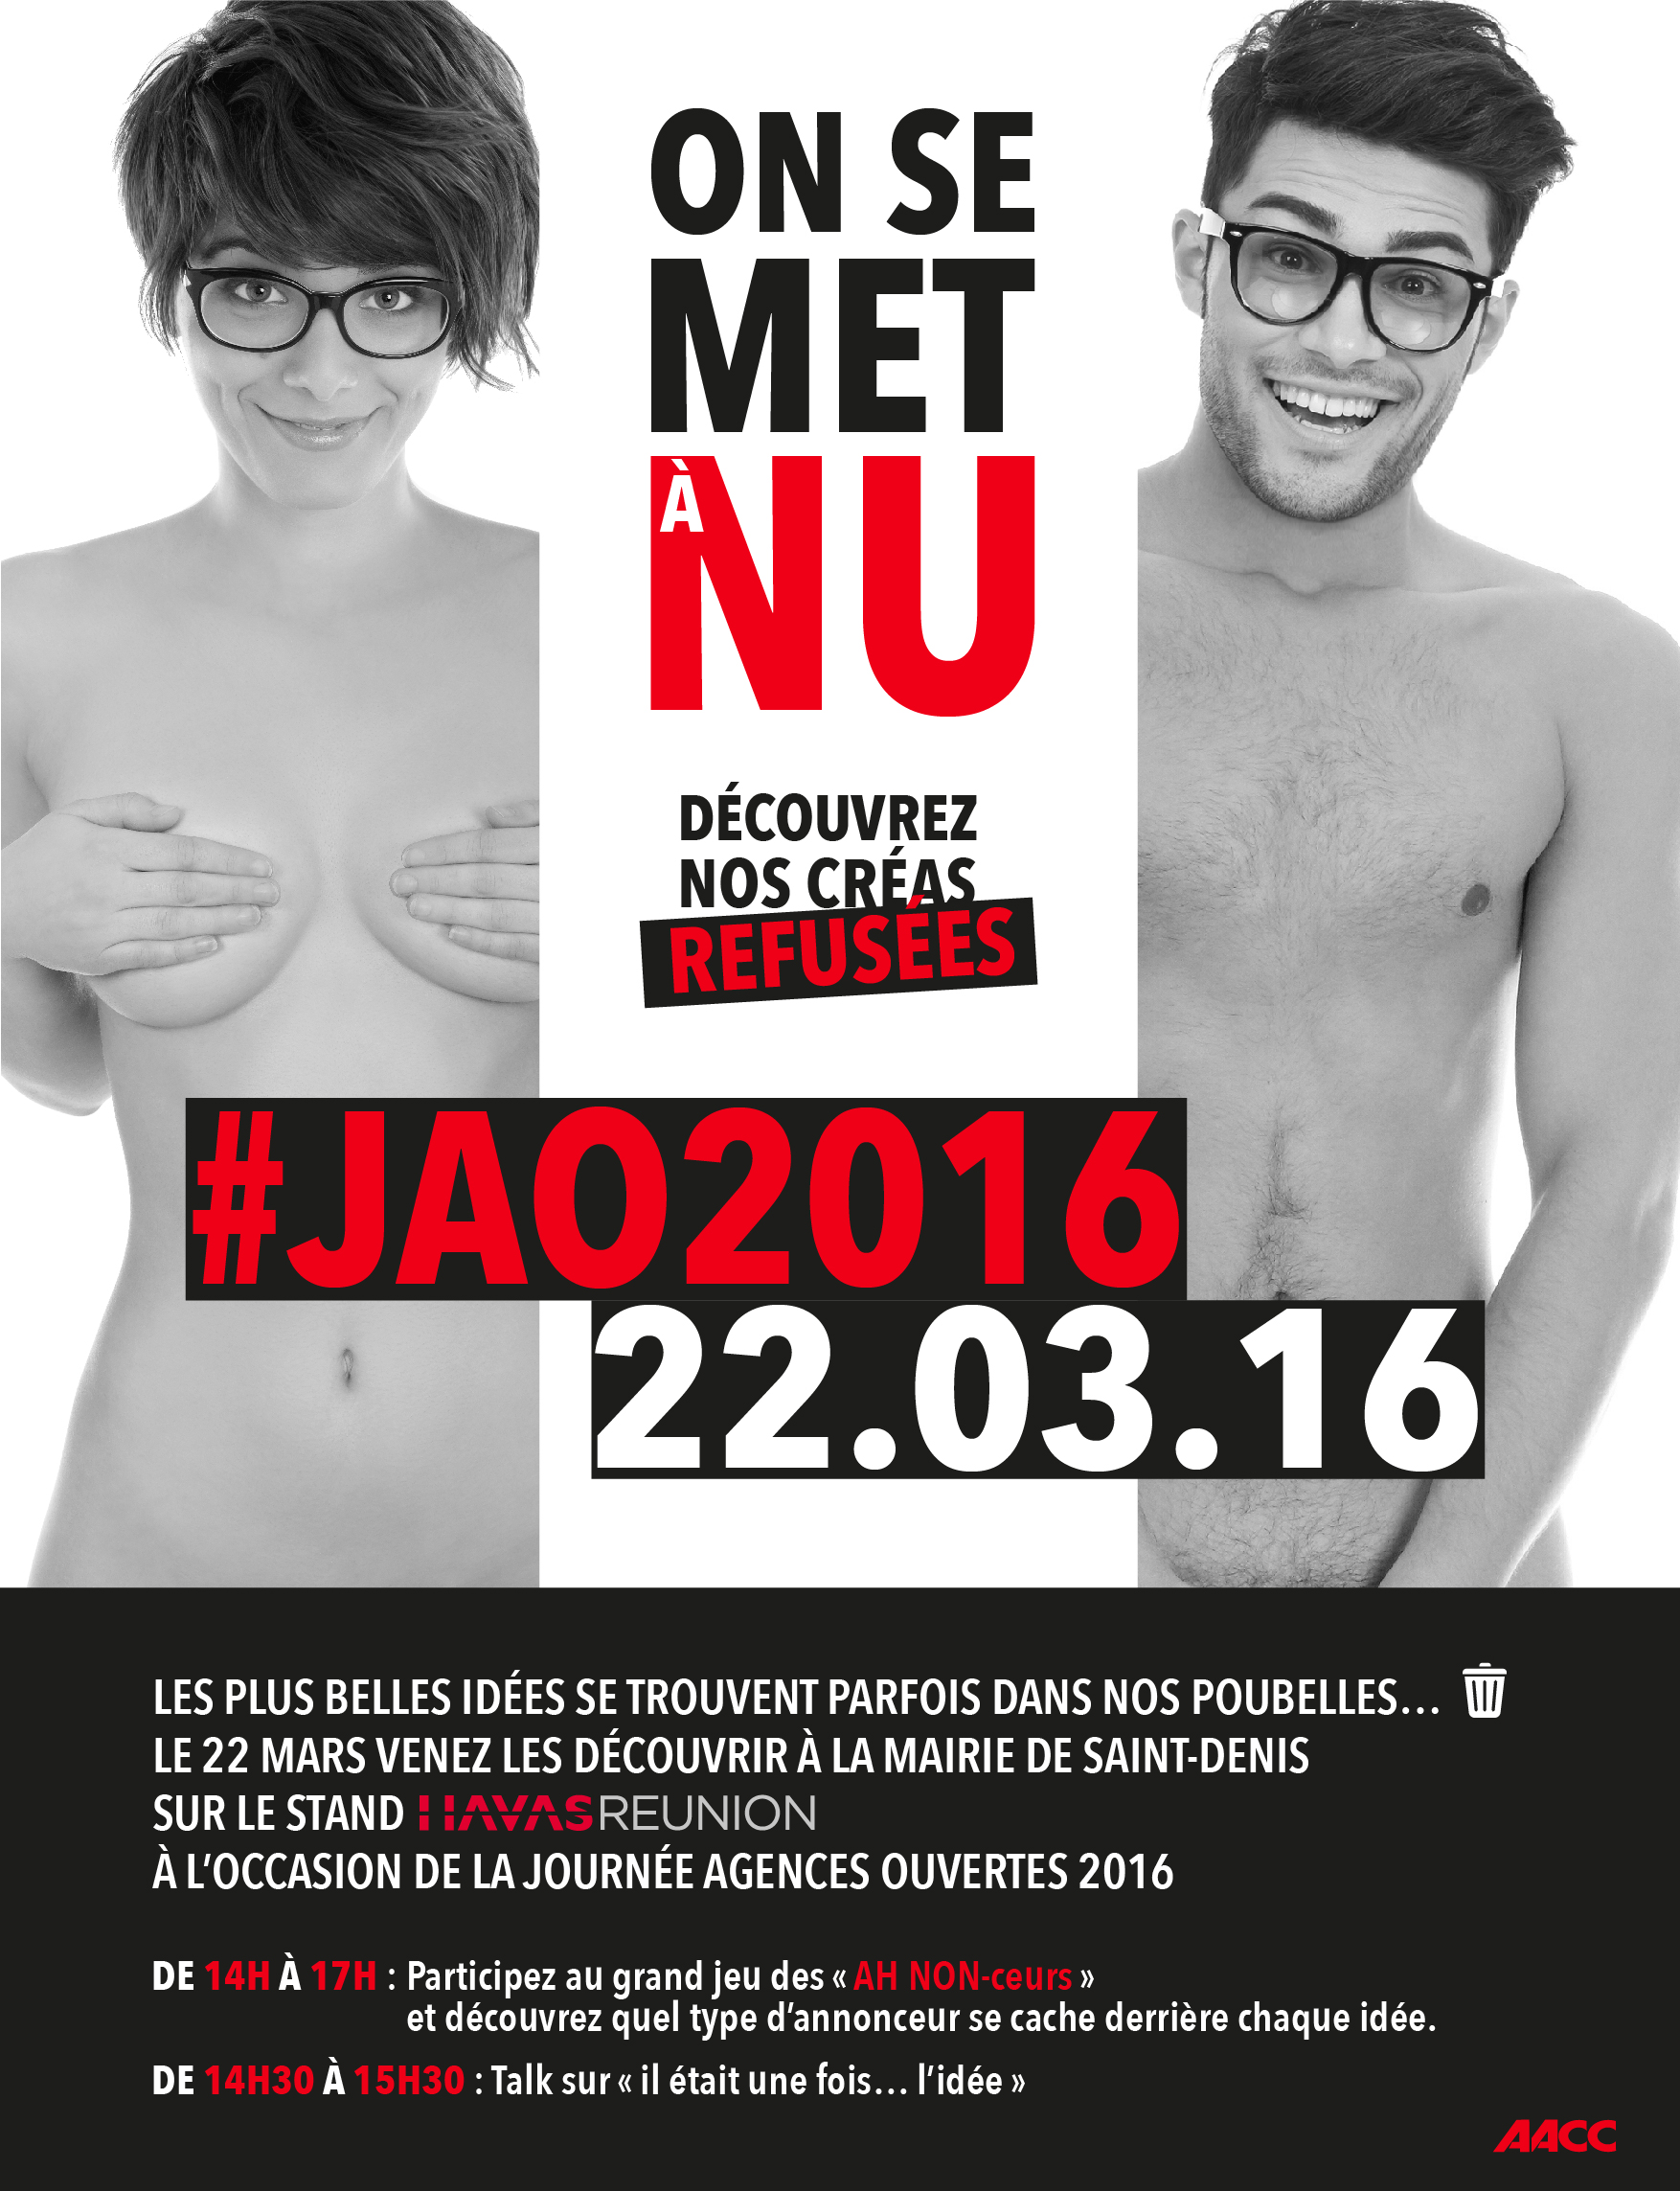 ON SE
MET
À NU
DÉCOUVREZ
NOS CRÉAS
REFUSÉES
#JAO2016
22.03.16
LES PLUS BELLES IDÉES SE TROUVENT PARFOIS DANS NOS POUBELLES...
LE 22 MARS VENEZ LES DÉCOUVRIR À LA MAIRIE DE SAINT-DENIS
SUR LE STAND HAVAS REUNION
À L’OCCASION DE LA JOURNÉE AGENCES OUVERTES 2016
DE 14H À 17H : Participez au grand jeu des « AH NON-ceurs »
et découvrez quel type d’annonceur se cache derrière chaque idée.
DE 14H30 À 15H30 : Talk sur « il était une fois... l’idée »
AACC